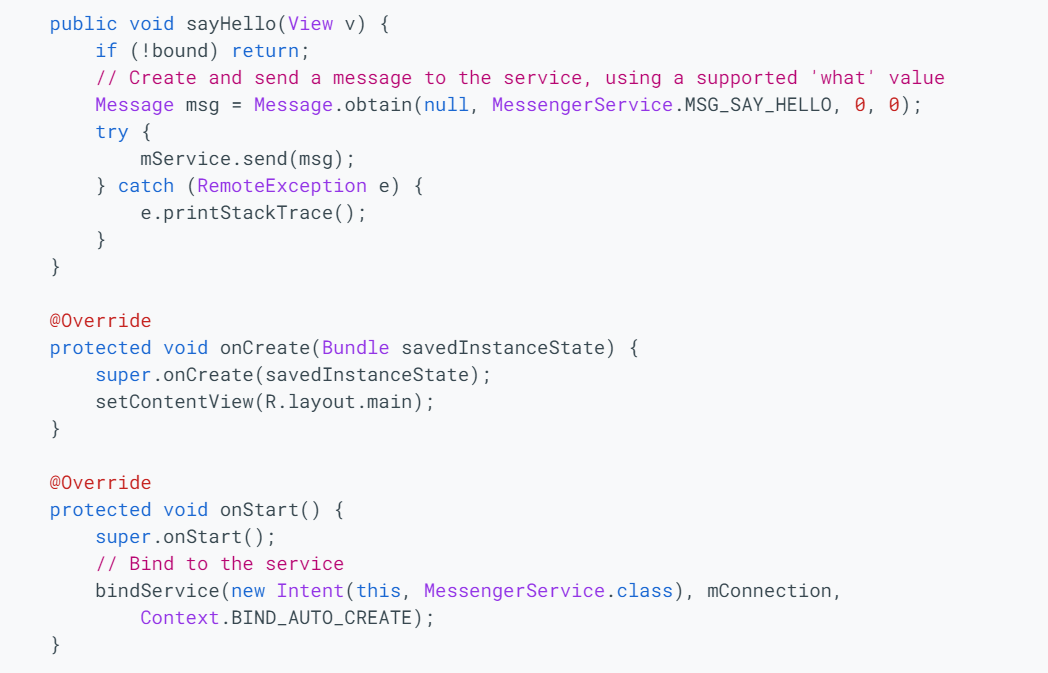 public void sayHello(View v) {
    if (!bound) return;
    // Create and send a message to the service, using a supported 'what' value
    Message msg = Message.obtain(null, MessengerService.MSG_SAY_HELLO, 0, 0);
    try {
        mService.send(msg);
    } catch (RemoteException e) {
        e.printStackTrace();
    }
}

@Override
protected void onCreate(Bundle savedInstanceState) {
    super.onCreate(savedInstanceState);
    setContentView(R.layout.main);
}

@Override
protected void onStart() {
    super.onStart();
    // Bind to the service
    bindService(new Intent(this, MessengerService.class), mConnection,
        Context.BIND_AUTO_CREATE);
}